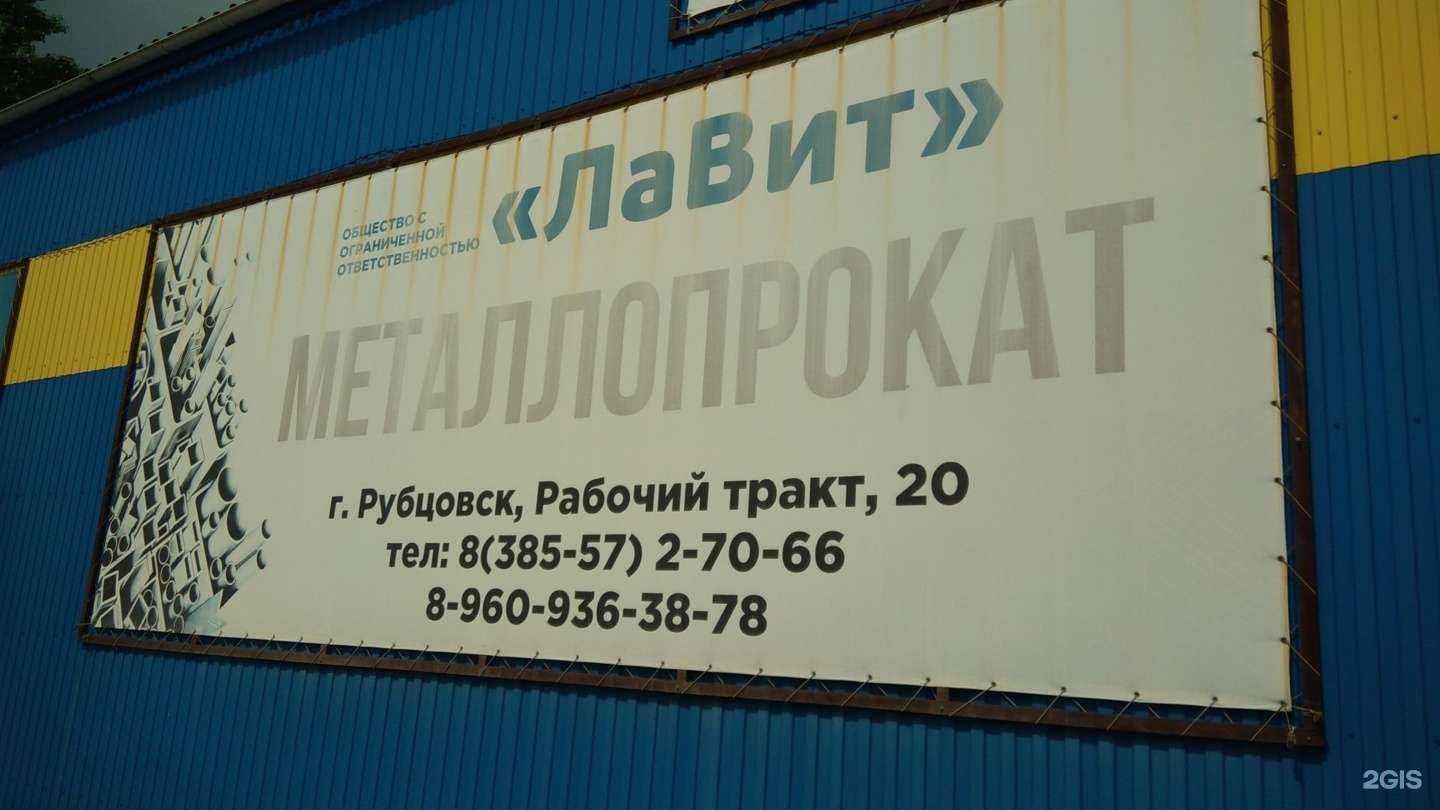 ОБЩЕСТВО С
ОГРАНИЧЕННОЙ
ОТВЕТСТВЕННОСТЬЮ
«ЛаВит»
МЕТАЛЛОПРОКАТ
г. Рубцовск, Рабочий тракт, 20
тел: 8(385-57) 2-70-66
8-960-936-38-78
2GIS